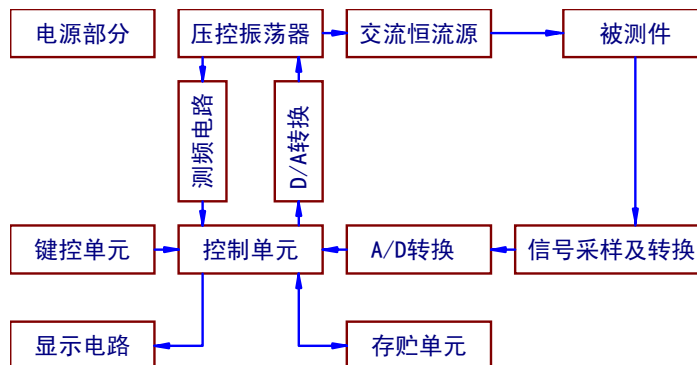 电源部分
压控振荡器
交流恒流源
被测件
测频电路
D/A转换
键控单元
控制单元
A/D转换
信号采样及转换
显示电路
存贮单元